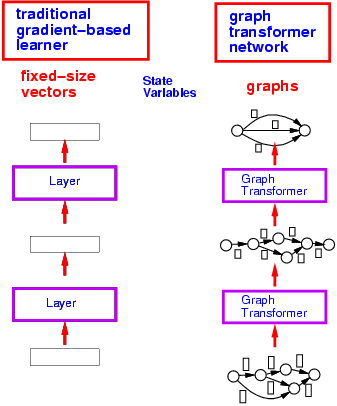 traditional
gradient-based
learner
graph
transformer
network
fixed-size
vectors
State
Variables
graphs
Layer
Graph
Transformer
Layer
Graph
Transformer